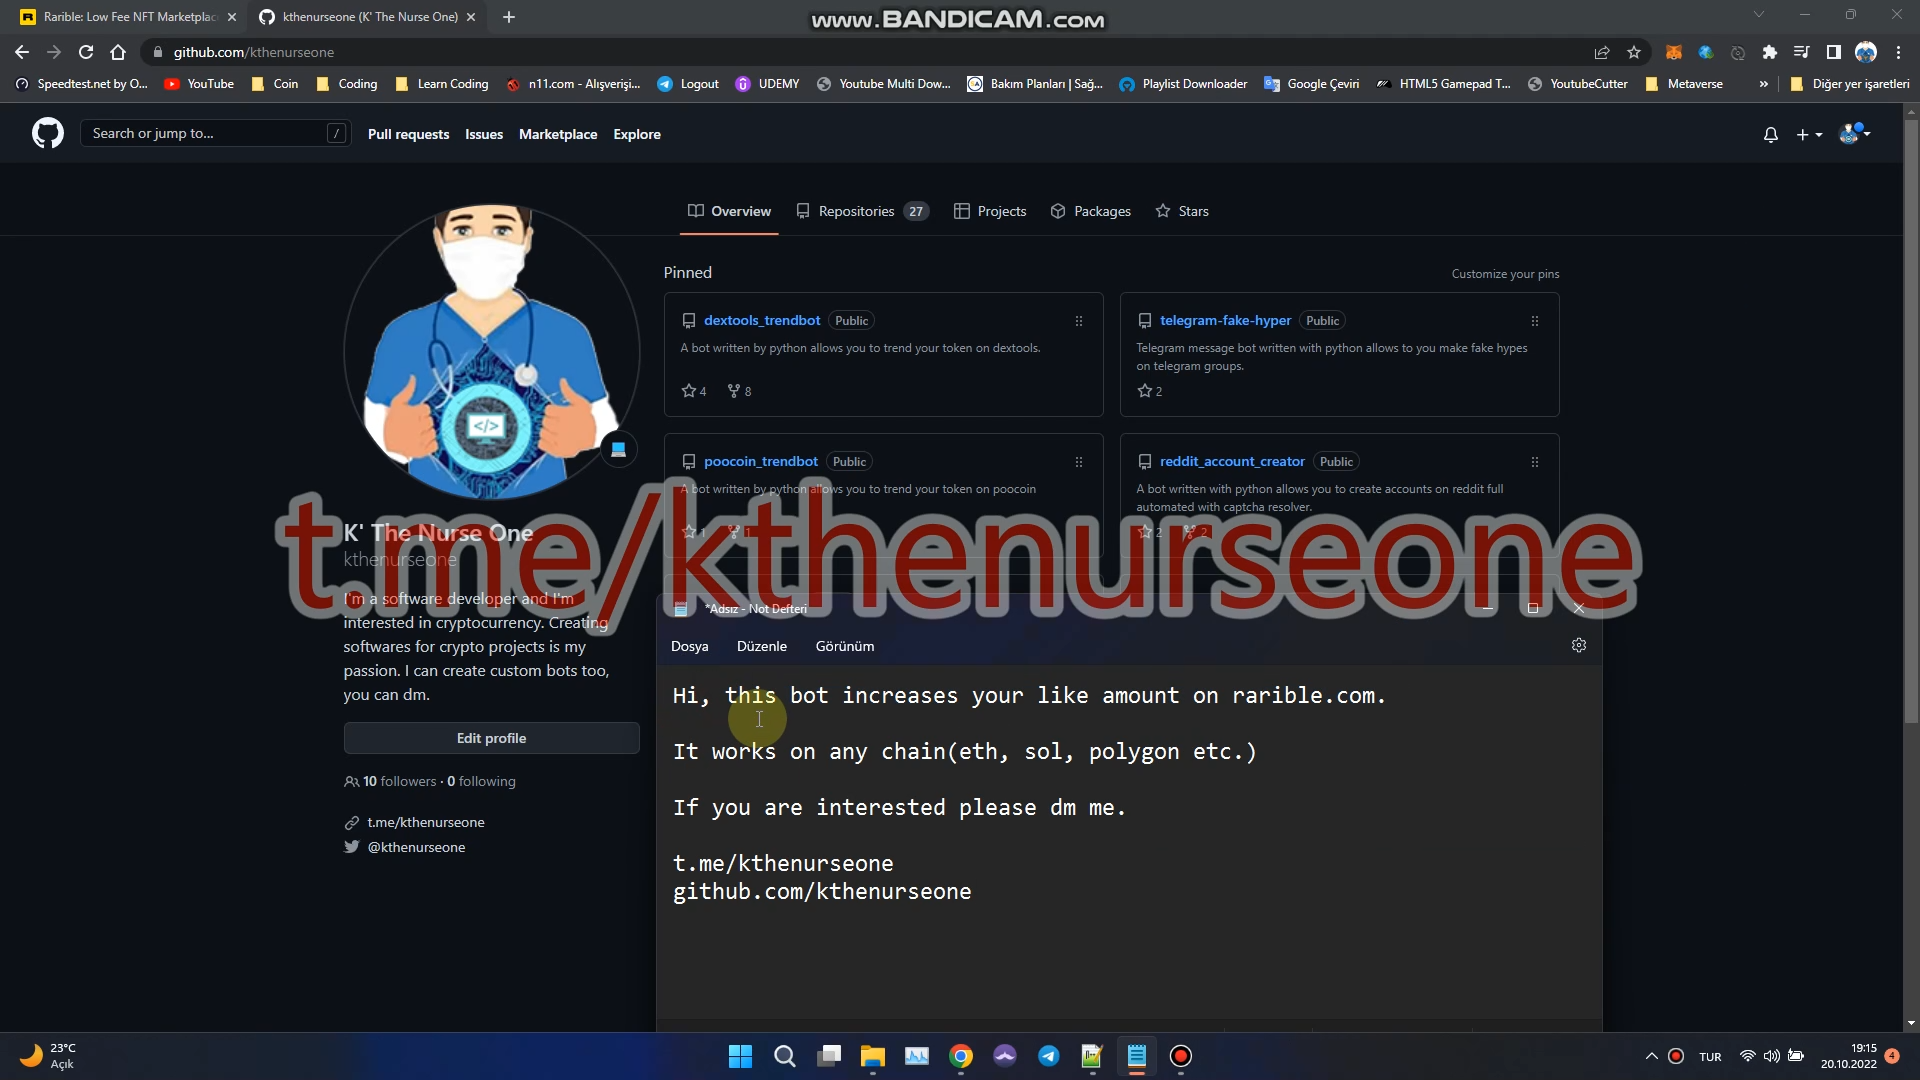 www.BANDICAM.com
Rarible: Low Fee NFT Marketplac
kthenurseone (K' The Nurse One)
github.com/kthenurseone
Speedtest.net by O...
YouTube
Coin
Coding
Learn Coding
n11.com - Alışverişi...
Logout
UDEMY
Youtube Multi Dow...
Bakım Planları | Sağ...
Playlist Downloader
Google Çeviri
HTML5 Gamepad T...
YoutubeCutter
Metaverse
»
Diğer yer işaretleri
Search or jump to... /
Pull requests
Issues
Marketplace
Explore
Overview
Repositories 27
Projects
Packages
Stars
Pinned
Customize your pins
dextools_trendbot Public
A bot written by python allows you to trend your token on dextools.
4 8
telegram-fake-hyper Public
Telegram message bot written with python allows to you make fake hypes
on telegram groups.
2
poocoin_trendbot Public
A bot written by python allows you to trend your token on poocoin
1 1
reddit_account_creator Public
A bot written with python allows you to create accounts on reddit full
automated with captcha resolver.
2 2
t.me/kthenurseone
</>
K' The Nurse One
kthenurseone
I'm a software developer and I'm
interested in cryptocurrency. Creating
softwares for crypto projects is my
passion. I can create custom bots too,
you can dm.
Edit profile
10 followers · 0 following
t.me/kthenurseone
@kthenurseone
*Adsız - Not Defteri
Dosya
Düzenle
Görünüm
Hi, this bot increases your like amount on rarible.com.
It works on any chain(eth, sol, polygon etc.)
If you are interested please dm me.
t.me/kthenurseone
github.com/kthenurseone
23°C
Açık
TUR
19:15
20.10.2022
4